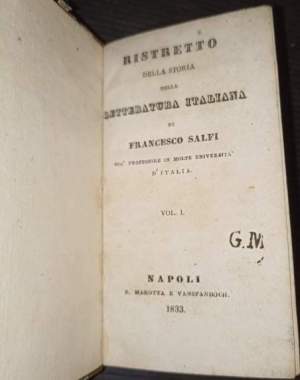 RISTRETTO
DELLA STORIA
DELLA
LETTERATURA ITALIANA
DI
FRANCESCO SALFI
GIA' PROFESSORE IN MOLTE UNIVERSITA'
D'ITALIA.
VOL. I.
G.M
NAPOLI
R. MAROTTA E VANSPANDOCH.
1833.